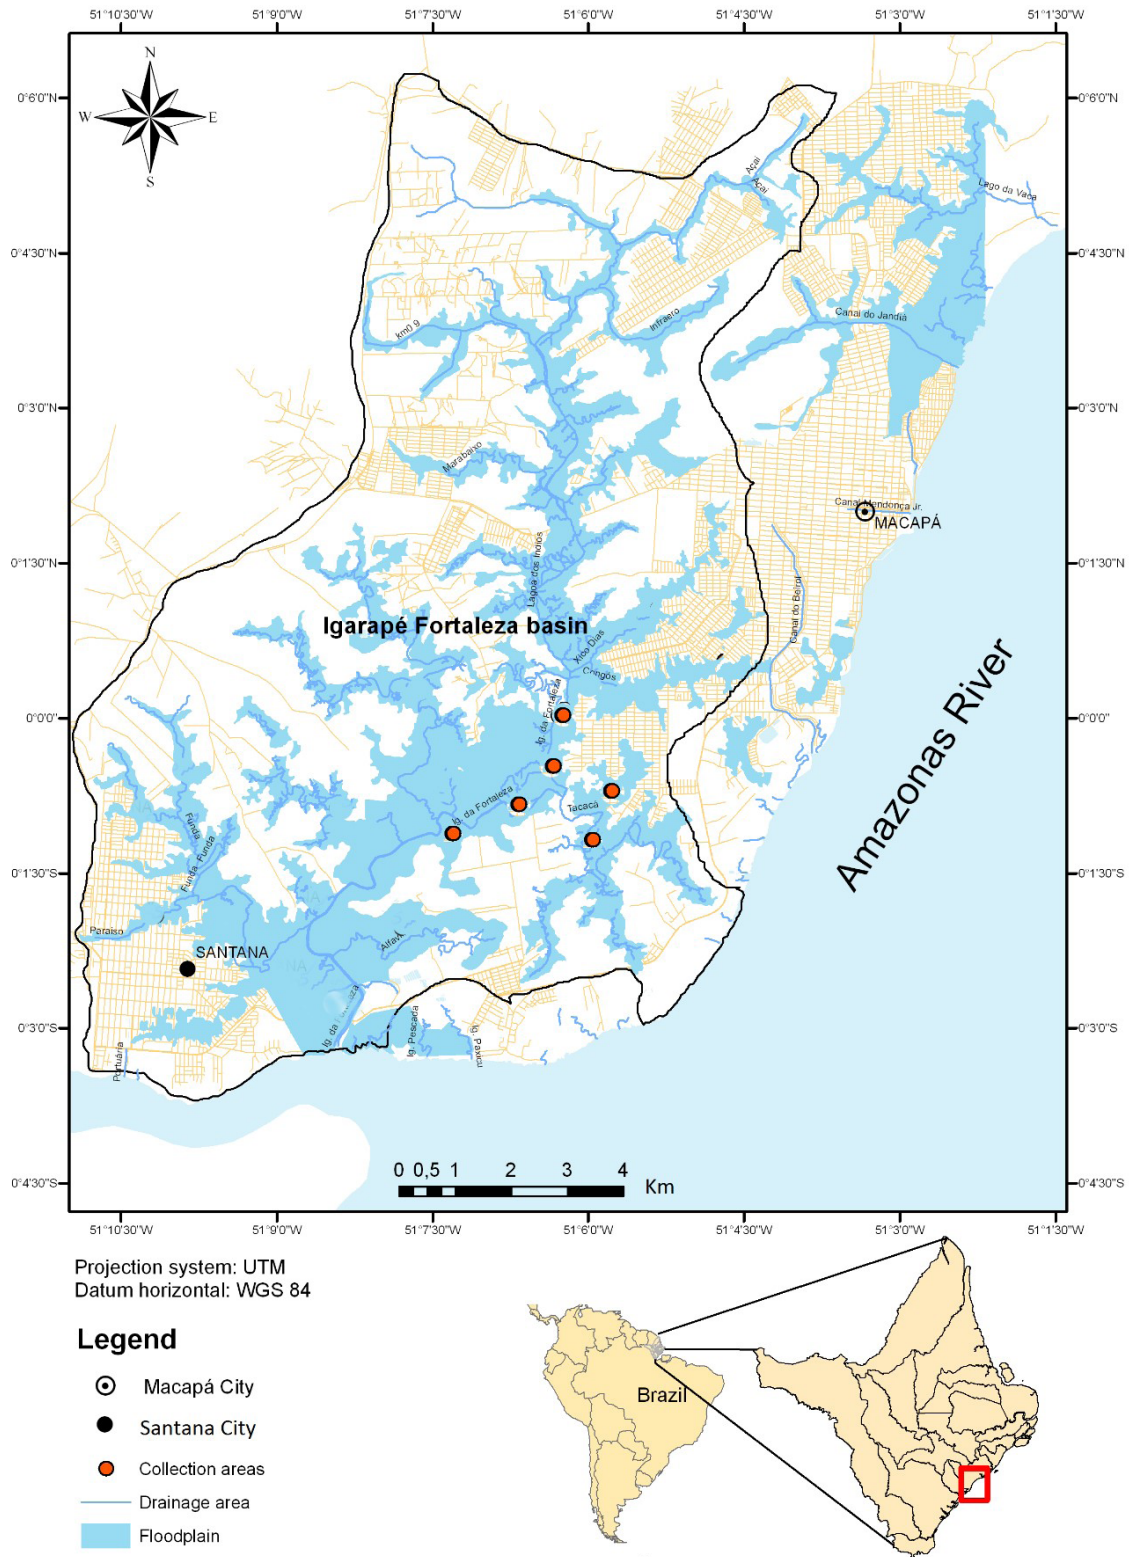 51°10'30"W 51°9'0"W 51°7'30"W 51°6'0"W 51°4'30"W 51°3'0"W 51°1'30"W
N
W E
S
0°6'0"N 0°6'0"N
Açaí
Açaí
Lago da Vaca
0°4'30"N 0°4'30"N
Canal do Jandiá
Infraero
km0 9
0°3'0"N 0°3'0"N
Marabaixo
Canal Mendonça Jr.
MACAPÁ
0°1'30"N 0°1'30"N
Lagoa dos Índios
Canal do Beirol
Igarapé Fortaleza basin
Xico Dias
Congós
Ig. da Fortaleza
0°0'0" 0°0'0"
Amazonas River
Ig. da Fortaleza
Tacacá
Funda
Funda-Funda
0°1'30"S 0°1'30"S
Paraíso
Alfav
SANTANA
Ig. da
Ig. Pescada
Ig. Paxicu
0°3'0"S 0°3'0"S
Portuária
0 0,5 1 2 3 4
Km
0°4'30"S 0°4'30"S
51°10'30"W 51°9'0"W 51°7'30"W 51°6'0"W 51°4'30"W 51°3'0"W 51°1'30"W
Projection system: UTM
Datum horizontal: WGS 84
Legend
Macapá City
Santana City
Collection areas
Drainage area
Floodplain
Brazil